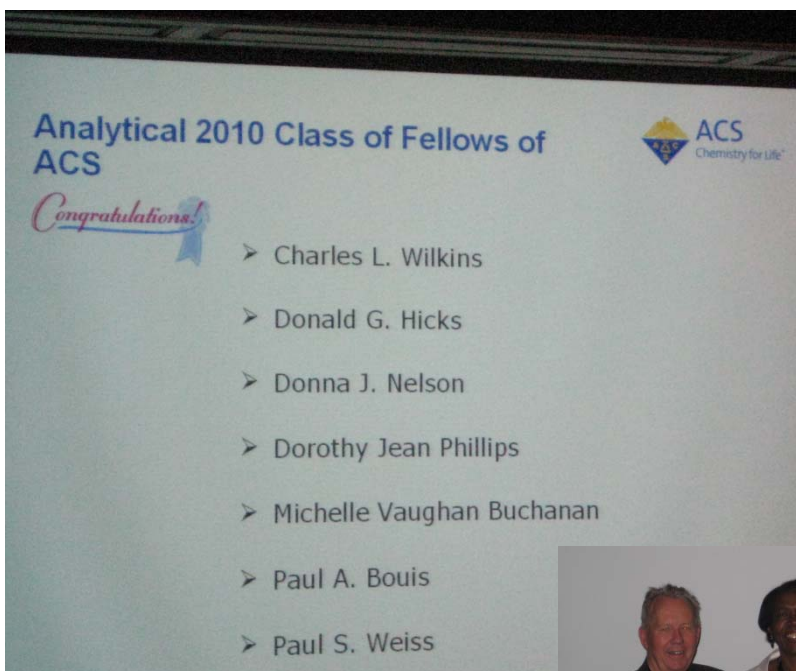 Analytical 2010 Class of Fellows of
ACS
ACS
Chemistry for Life™
Congratulations!
➢ Charles L. Wilkins
➢ Donald G. Hicks
➢ Donna J. Nelson
➢ Dorothy Jean Phillips
➢ Michelle Vaughan Buchanan
➢ Paul A. Bouis
➢ Paul S. Weiss